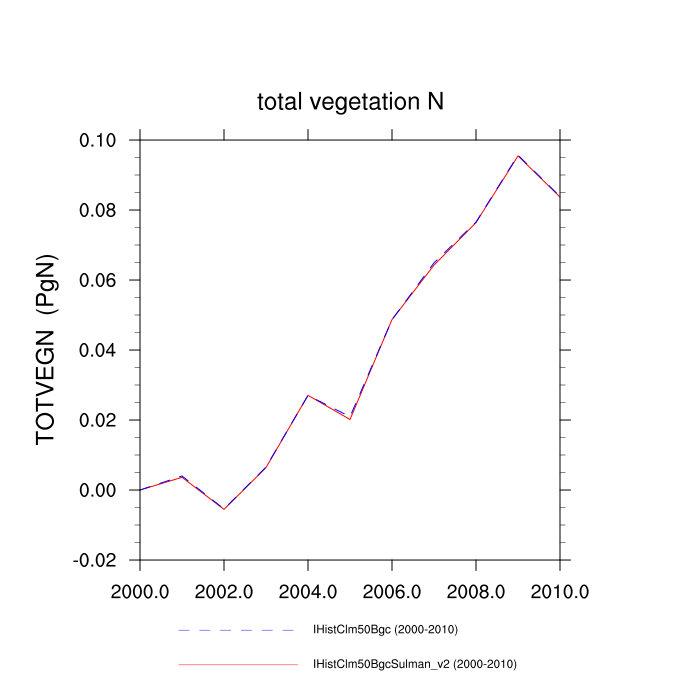 total vegetation N
TOTVEGN (PgN)
0.10
0.08
0.06
0.04
0.02
0.00
-0.02
2000.0 2002.0 2004.0 2006.0 2008.0 2010.0
IHistClm50Bgc (2000-2010)
IHistClm50BgcSulman_v2 (2000-2010)